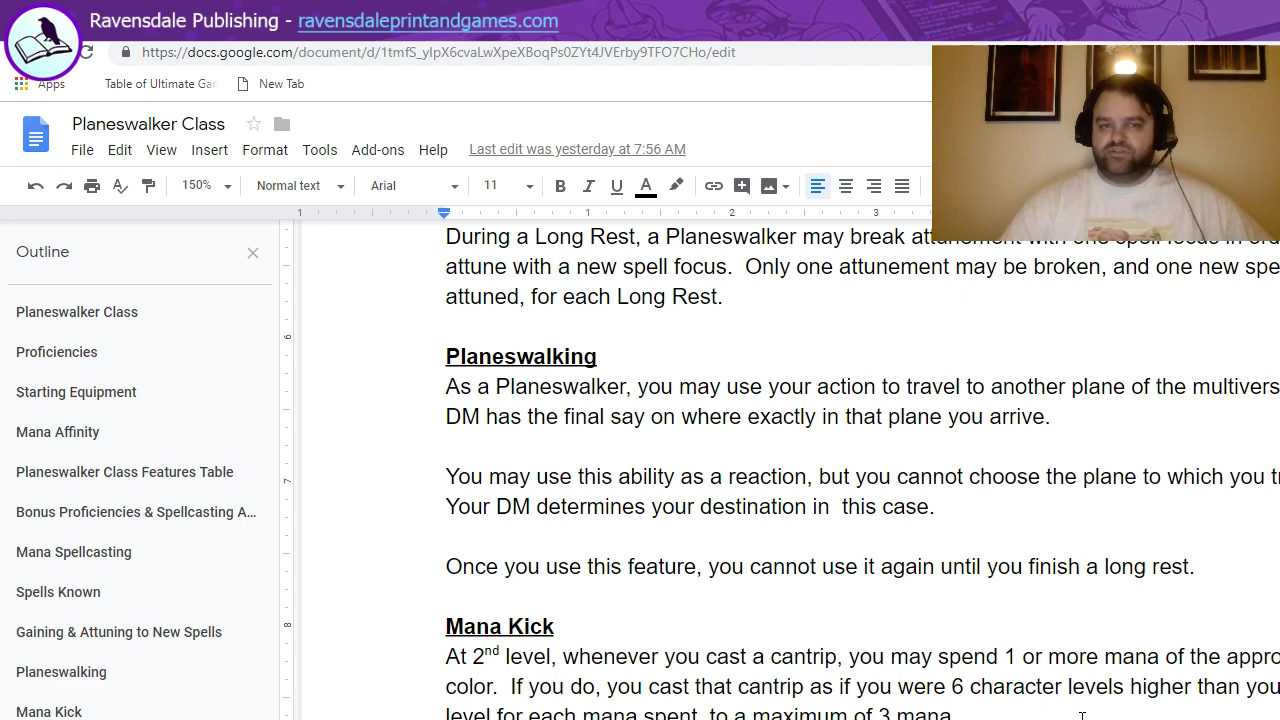 Ravensdale Publishing - ravensdaleprintandgames.com
https://docs.google.com/document/d/1tmfS_yIpX6cvaLwXpeXBoqPs0ZYt4JVErby9TFO7CHo/edit
Apps Table of Ultimate Gar New Tab
Planeswalker Class
File Edit View Insert Format Tools Add-ons Help Last edit was yesterday at 7:56 AM
150% Normal text Arial 11 B I U A
1 1 2 3
Outline
Planeswalker Class
Proficiencies
Starting Equipment
Mana Affinity
Planeswalker Class Features Table
Bonus Proficiencies & Spellcasting A...
Mana Spellcasting
Spells Known
Gaining & Attuning to New Spells
Planeswalking
Mana Kick
6
7
8
During a Long Rest, a Planeswalker may break attunement with one spell focus in ord
attune with a new spell focus. Only one attunement may be broken, and one new spe
attuned, for each Long Rest.
Planeswalking
As a Planeswalker, you may use your action to travel to another plane of the multivers
DM has the final say on where exactly in that plane you arrive.
You may use this ability as a reaction, but you cannot choose the plane to which you tr
Your DM determines your destination in this case.
Once you use this feature, you cannot use it again until you finish a long rest.
Mana Kick
At 2nd level, whenever you cast a cantrip, you may spend 1 or more mana of the appro
color. If you do, you cast that cantrip as if you were 6 character levels higher than you
level for each mana spent, to a maximum of 3 mana.